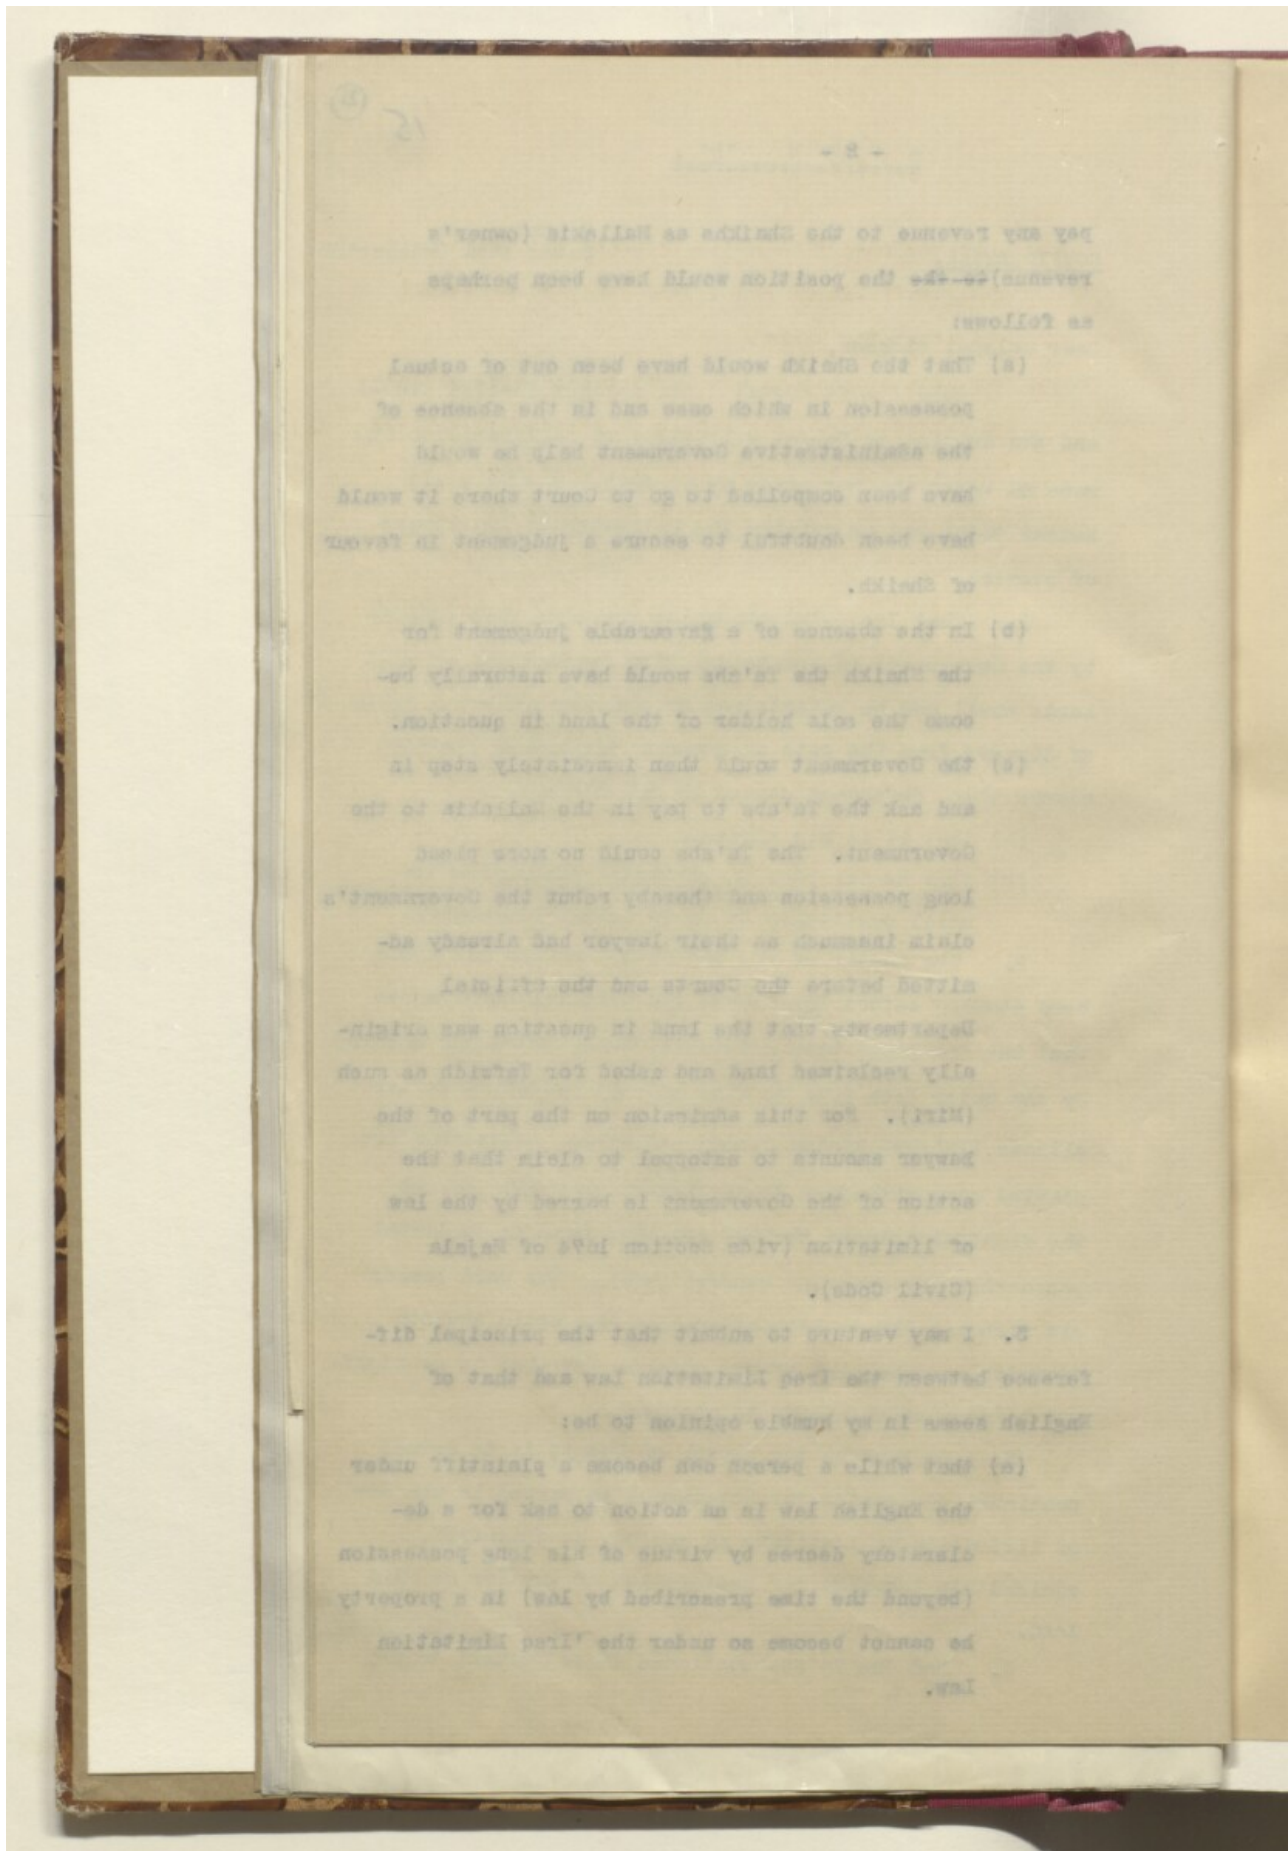 15
- 2 -
pay any revenue to the Shaikhs as Mallakis (owner's
revenue) to the the position would have been perhaps
as follows:
(a) That the Shaikh would have been out of actual
possession in which case and in the absence of
the administrative Government help he would
have been compelled to go to Court where it would
have been doubtful to secure a judgement in favour
of Shaikh.
(b) In the absence of a favourable judgement for
the Shaikh the Ta'abs would have naturally be-
come the sole holder of the land in question.
(c) the Government would then immediately step in
and ask the Ta'abs to pay in the Mallakis to the
Government. The Ta'abs could no more plead
long possession and thereby rebut the Government's
claim inasmuch as their lawyer had already ad-
mitted before the Courts and the official
Departments that the land in question was origin-
ally reclaimed land and asked for Tafsidh as such
(Miri). For this admission on the part of the
lawyer amounts to estoppel to claim that the
action of the Government is barred by the law
of limitation (vide Section 1674 of Majala
(Civil Code).
3. I may venture to submit that the principal dif-
ference between the Iraq limitation law and that of
English seems in my humble opinion to be:
(a) that while a person can become a plaintiff under
the English law in an action to ask for a de-
claratory decree by virtue of his long possession
(beyond the time prescribed by law) in a property
he cannot become so under the 'Iraq limitation
Law.